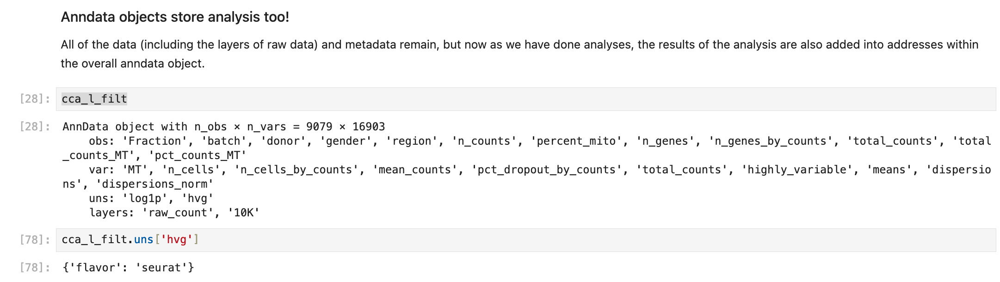 Anndata objects store analysis too!
All of the data (including the layers of raw data) and metadata remain, but now as we have done analyses, the results of the analysis are also added into addresses within
the overall anndata object.
[28]: cca_l_filt
[28]: AnnData object with n_obs × n_vars = 9079 × 16903
obs: 'Fraction', 'batch', 'donor', 'gender', 'region', 'n_counts', 'percent_mito', 'n_genes', 'n_genes_by_counts', 'total_counts', 'total
_counts_MT', 'pct_counts_MT'
var: 'MT', 'n_cells', 'n_cells_by_counts', 'mean_counts', 'pct_dropout_by_counts', 'total_counts', 'highly_variable', 'means', 'dispersio
ns', 'dispersions_norm'
uns: 'log1p', 'hvg'
layers: 'raw_count', '10K'
[78]: cca_l_filt.uns['hvg']
[78]: {'flavor': 'seurat'}